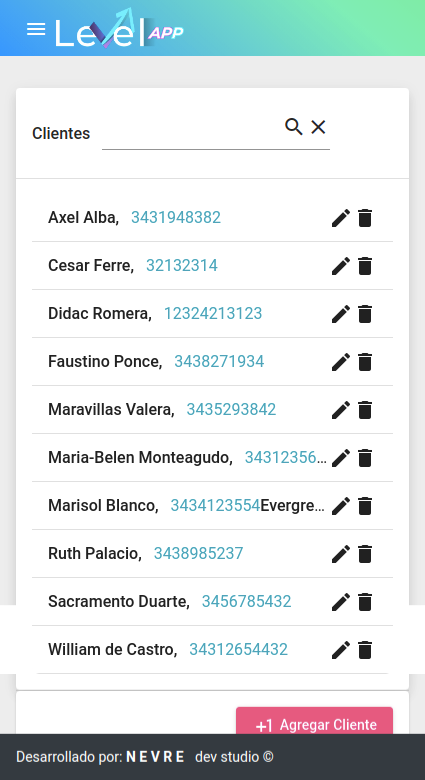 Level APP
Clientes
Axel Alba, 3431948382
Cesar Ferre, 32132314
Didac Romera, 12324213123
Faustino Ponce, 3438271934
Maravillas Valera, 3435293842
Maria-Belen Monteagudo, 34312356...
Marisol Blanco, 3434123554Evergre...
Ruth Palacio, 3438985237
Sacramento Duarte, 3456785432
William de Castro, 34312654432
+1 Agregar Cliente
Desarrollado por: NEVRE dev studio ©